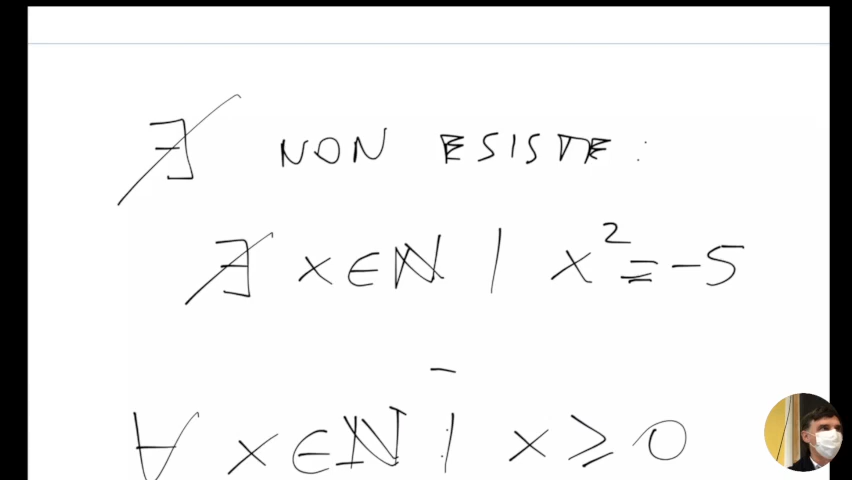 ∄ NON ESISTE:
∄ x∈ℕ | x²=-5
∀ x∈ℕ | x≥0